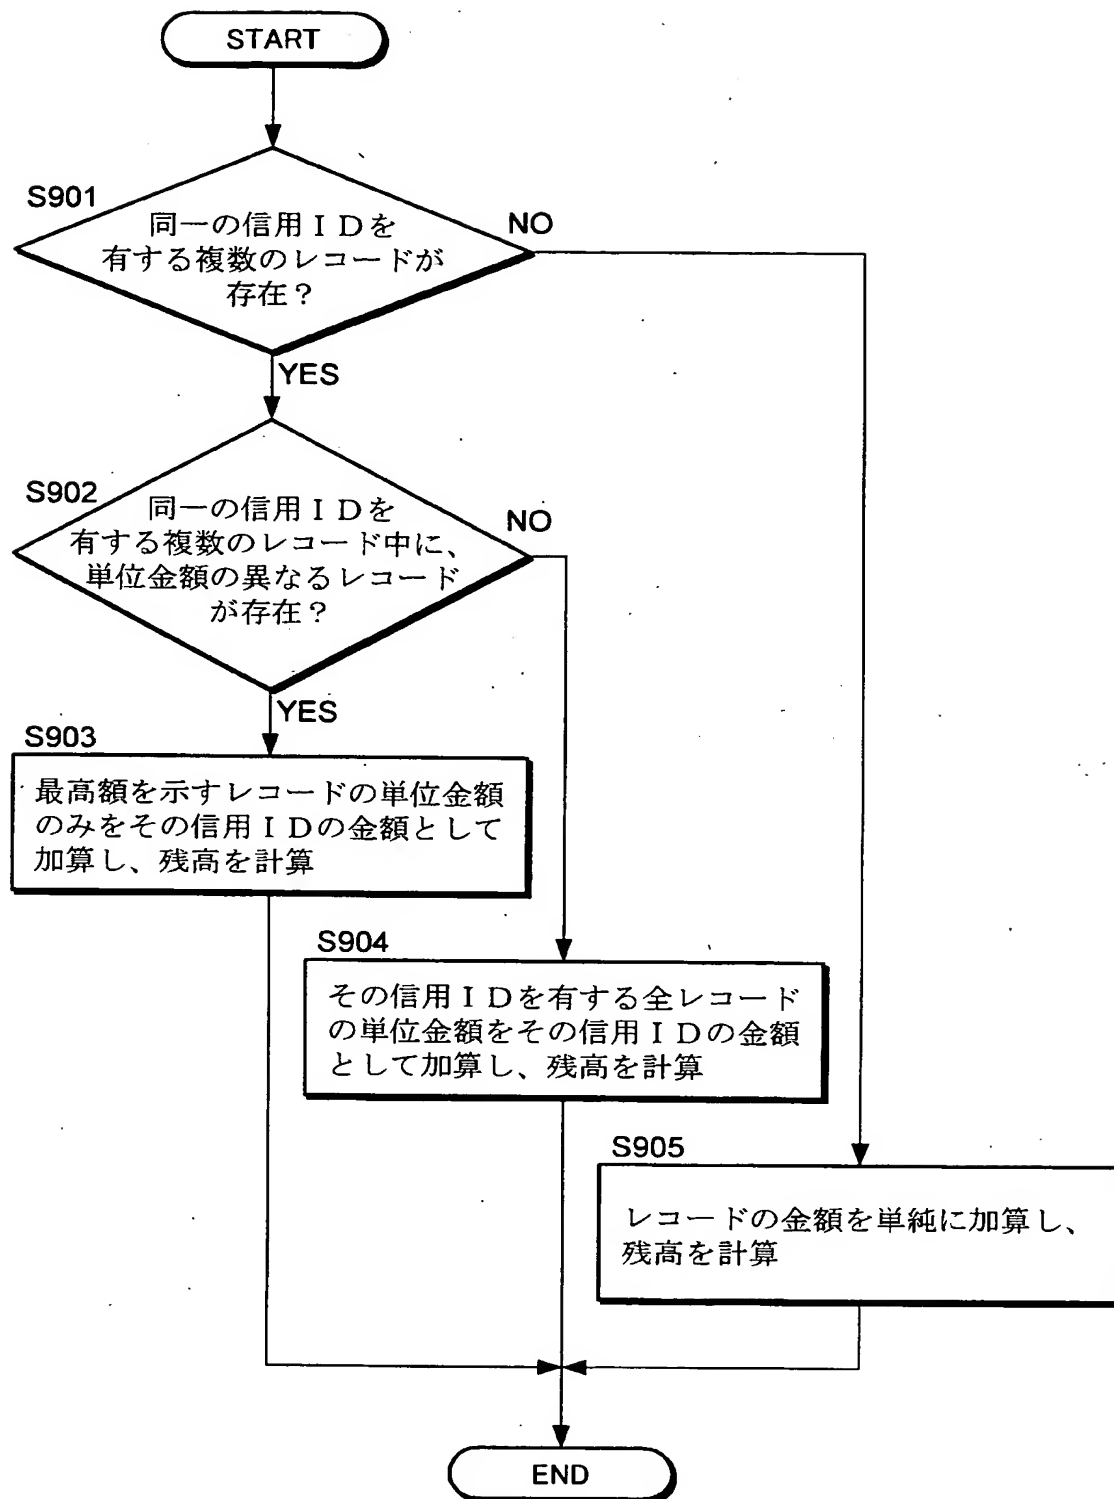 START
S901
同一の信用ＩＤを
有する複数のレコードが
存在？
NO
YES
S902
同一の信用ＩＤを
有する複数のレコード中に、
単位金額の異なるレコード
が存在？
NO
YES
S903
最高額を示すレコードの単位金額
のみをその信用ＩＤの金額として
加算し、残高を計算
S904
その信用ＩＤを有する全レコード
の単位金額をその信用ＩＤの金額
として加算し、残高を計算
S905
レコードの金額を単純に加算し、
残高を計算
END